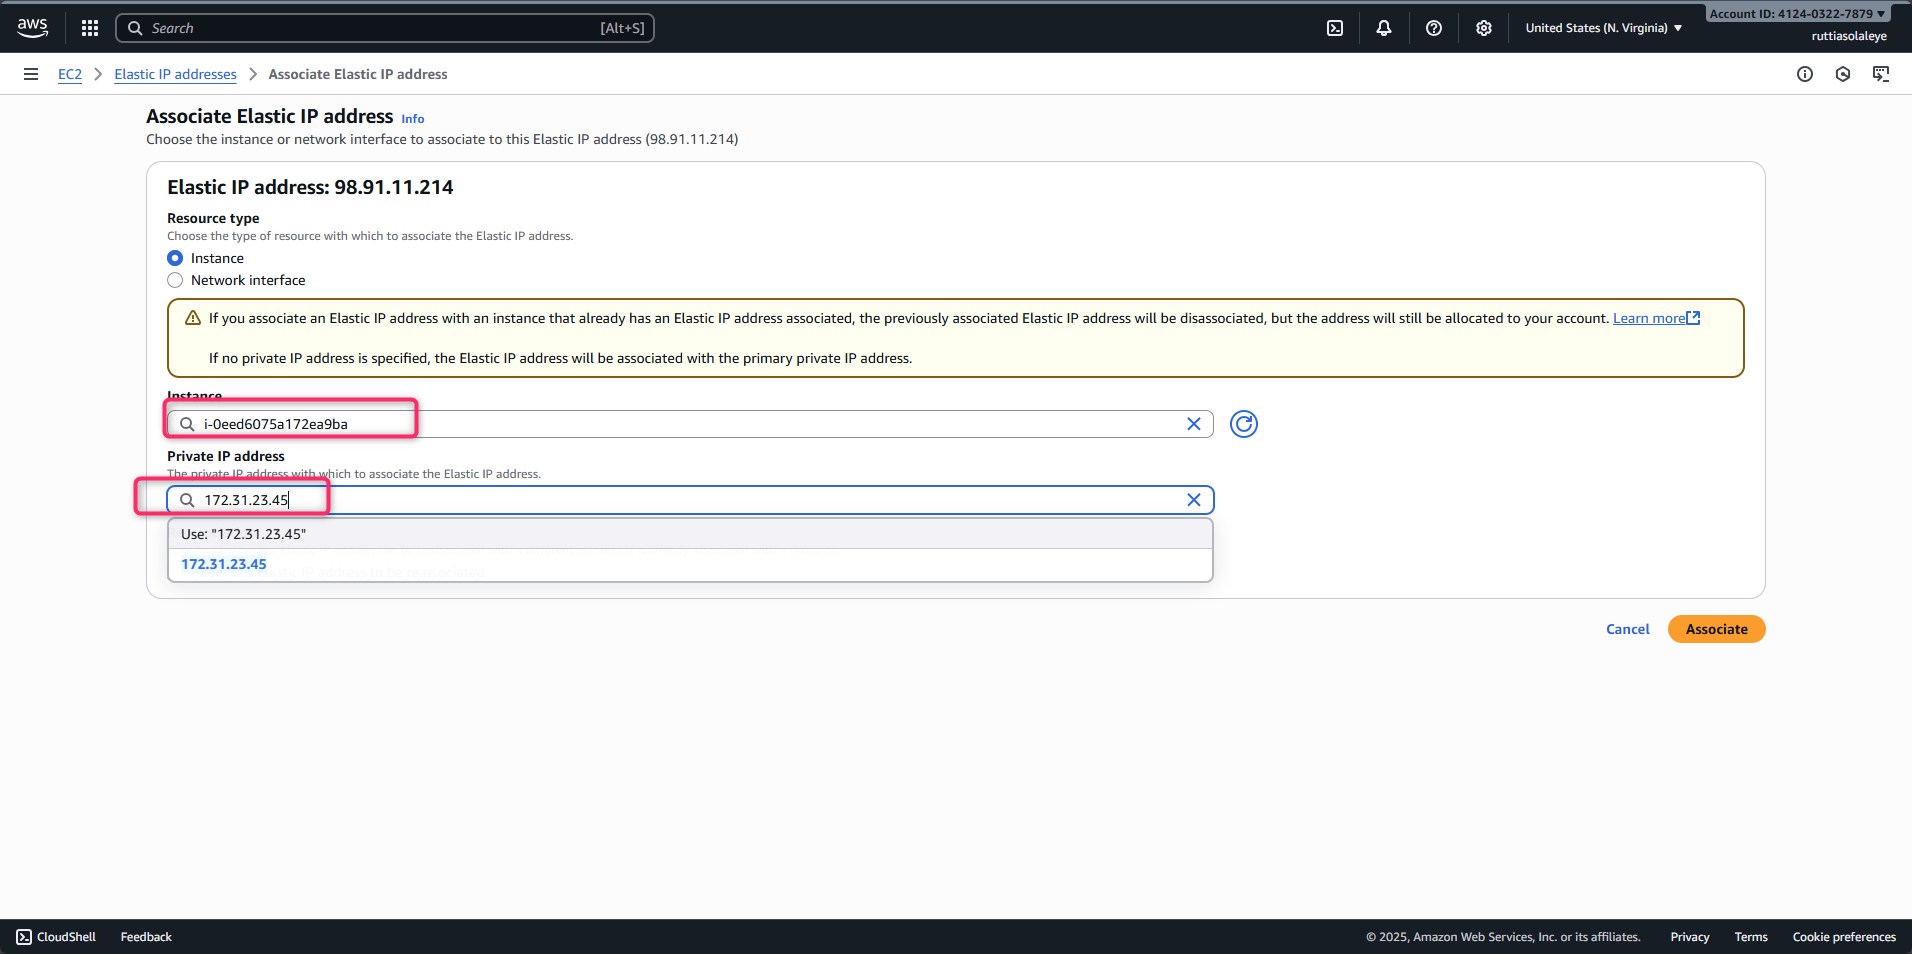 aws
Search [Alt+S]
United States (N. Virginia)
Account ID: 4124-0322-7879
ruttiasolaleye
EC2 > Elastic IP addresses > Associate Elastic IP address
Associate Elastic IP address Info
Choose the instance or network interface to associate to this Elastic IP address (98.91.11.214)
Elastic IP address: 98.91.11.214
Resource type
Choose the type of resource with which to associate the Elastic IP address.
Instance
Network interface
If you associate an Elastic IP address with an instance that already has an Elastic IP address associated, the previously associated Elastic IP address will be disassociated, but the address will still be allocated to your account. Learn more
If no private IP address is specified, the Elastic IP address will be associated with the primary private IP address.
Instance
i-0eed6075a172ea9ba
Private IP address
The private IP address with which to associate the Elastic IP address.
172.31.23.45
Use: "172.31.23.45"
172.31.23.45
Cancel
Associate
CloudShell
Feedback
© 2025, Amazon Web Services, Inc. or its affiliates.
Privacy
Terms
Cookie preferences